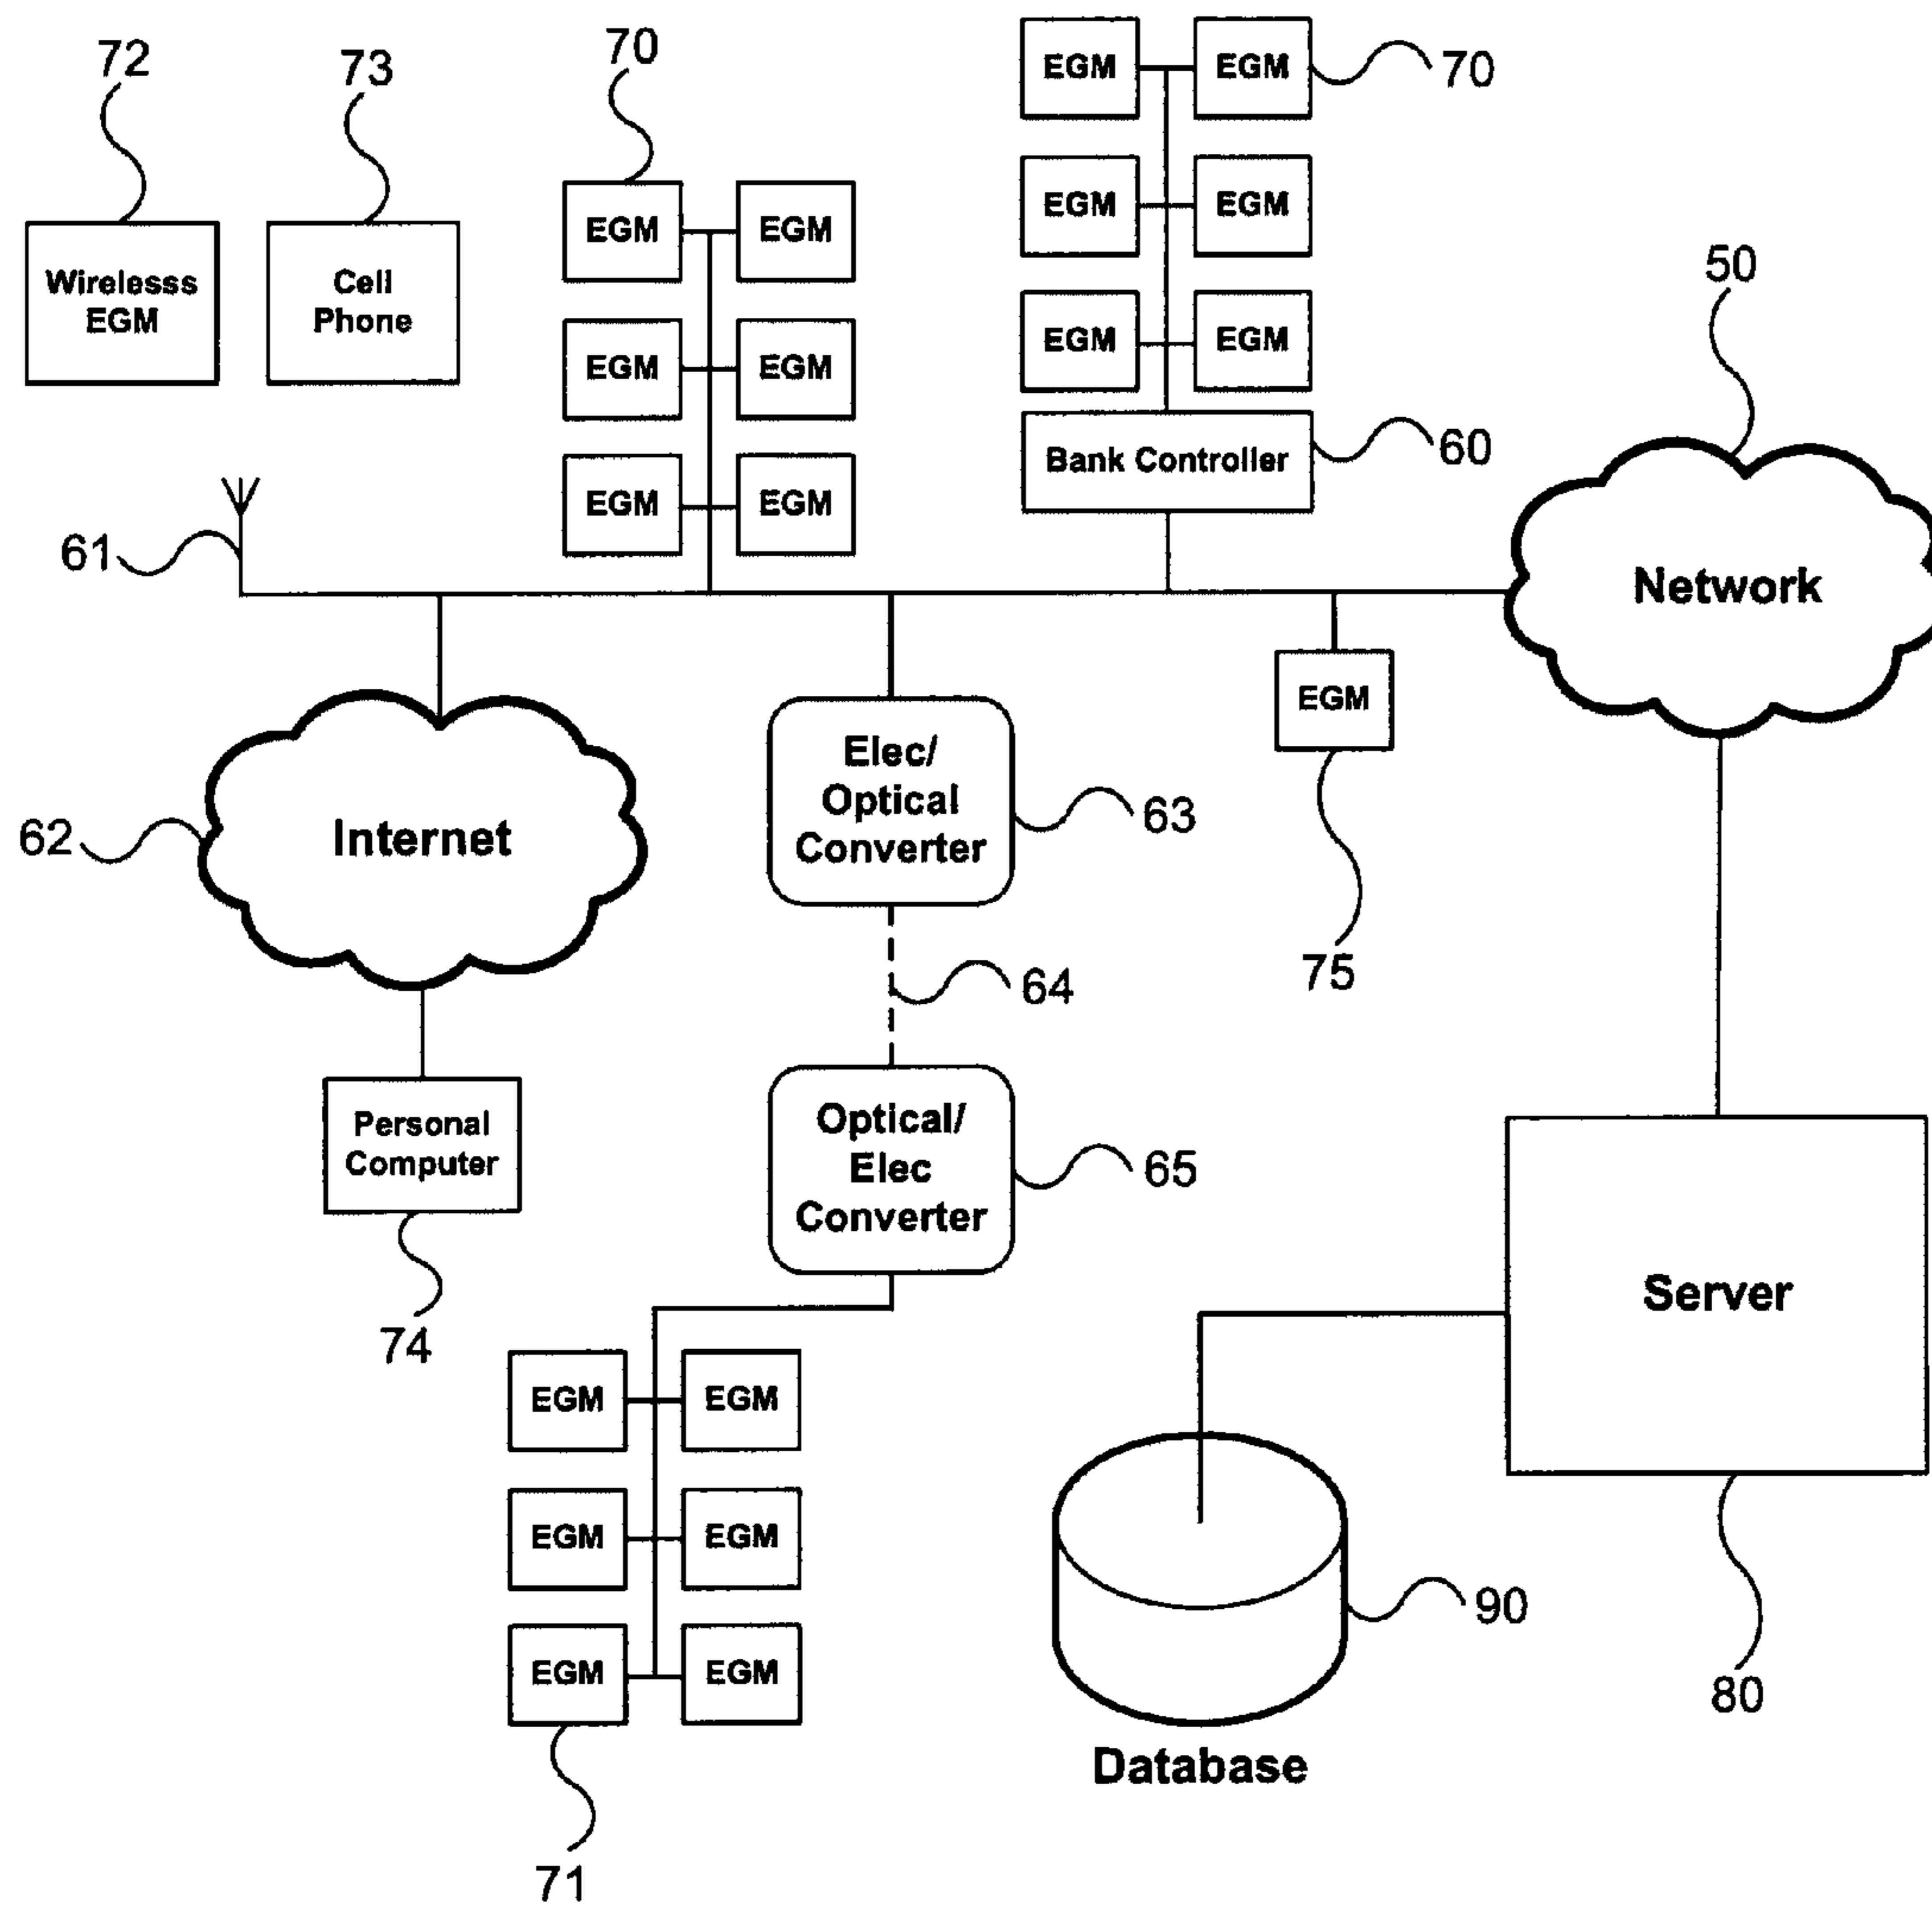 72
73
70
EGM EGM
70
Wirelesss
EGM
Cell
Phone
EGM EGM
EGM EGM
EGM EGM
EGM EGM
EGM EGM
50
Bank Controller
60
61
Network
EGM
75
Internet
62
Elec/
Optical
Converter
63
64
Personal
Computer
74
Optical/
Elec
Converter
65
Server
80
EGM EGM
EGM EGM
EGM EGM
71
90
Database